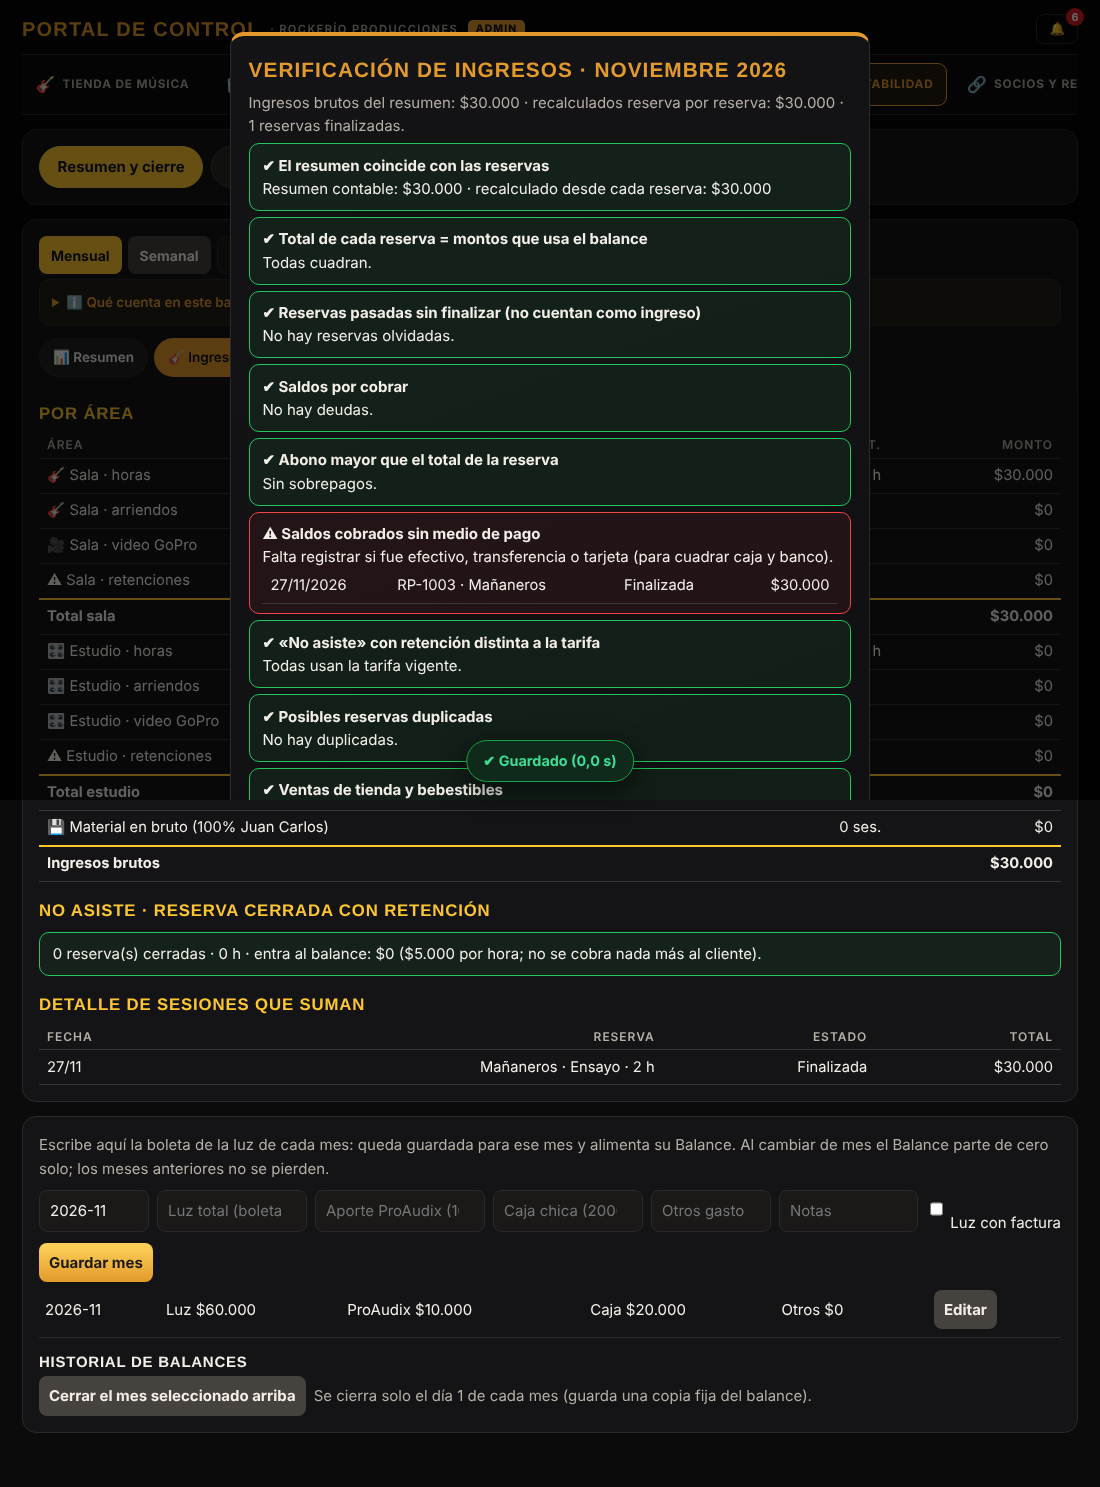 PORTAL DE CONTROL · ROCKERÍO PRODUCCIONES ADMIN
🔔 6
🎸 TIENDA DE MÚSICA
TABILIDAD
🔗 SOCIOS Y RE
Resumen y cierre
Mensual Semanal
▶ ℹ️ Qué cuenta en este ba
📊 Resumen 🎸 Ingres
POR ÁREA
ÁREA T. MONTO
🎸 Sala · horas h $30.000
🎸 Sala · arriendos $0
🎥 Sala · video GoPro $0
⚠ Sala · retenciones $0
Total sala $30.000
🎛 Estudio · horas h $0
🎛 Estudio · arriendos $0
🎛 Estudio · video GoPro $0
⚠ Estudio · retenciones $0
Total estudio $0
VERIFICACIÓN DE INGRESOS · NOVIEMBRE 2026
Ingresos brutos del resumen: $30.000 · recalculados reserva por reserva: $30.000 ·
1 reservas finalizadas.
✔ El resumen coincide con las reservas
Resumen contable: $30.000 · recalculado desde cada reserva: $30.000
✔ Total de cada reserva = montos que usa el balance
Todas cuadran.
✔ Reservas pasadas sin finalizar (no cuentan como ingreso)
No hay reservas olvidadas.
✔ Saldos por cobrar
No hay deudas.
✔ Abono mayor que el total de la reserva
Sin sobrepagos.
⚠ Saldos cobrados sin medio de pago
Falta registrar si fue efectivo, transferencia o tarjeta (para cuadrar caja y banco).
27/11/2026 RP-1003 · Mañaneros Finalizada $30.000
✔ «No asiste» con retención distinta a la tarifa
Todas usan la tarifa vigente.
✔ Posibles reservas duplicadas
No hay duplicadas.
✔ Guardado (0,0 s)
✔ Ventas de tienda y bebestibles
💾 Material en bruto (100% Juan Carlos) 0 ses. $0
Ingresos brutos $30.000
NO ASISTE · RESERVA CERRADA CON RETENCIÓN
0 reserva(s) cerradas · 0 h · entra al balance: $0 ($5.000 por hora; no se cobra nada más al cliente).
DETALLE DE SESIONES QUE SUMAN
FECHA RESERVA ESTADO TOTAL
27/11 Mañaneros · Ensayo · 2 h Finalizada $30.000
Escribe aquí la boleta de la luz de cada mes: queda guardada para ese mes y alimenta su Balance. Al cambiar de mes el Balance parte de cero
solo; los meses anteriores no se pierden.
2026-11 Luz total (boleta Aporte ProAudix (1 Caja chica (200 Otros gasto Notas Luz con factura
Guardar mes
2026-11 Luz $60.000 ProAudix $10.000 Caja $20.000 Otros $0 Editar
HISTORIAL DE BALANCES
Cerrar el mes seleccionado arriba Se cierra solo el día 1 de cada mes (guarda una copia fija del balance).